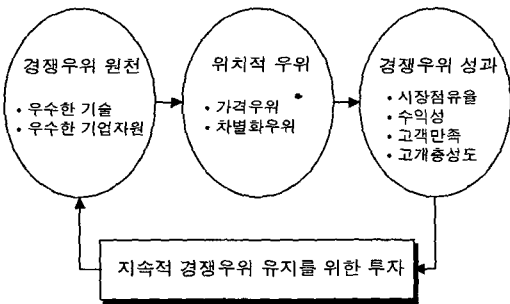 경쟁우위 원천
• 우수한 기술
• 우수한 기업자원
위치적 우위
• 가격우위
• 차별화우위
경쟁우위 성과
• 시장점유율
• 수익성
• 고객만족
• 고개충성도
지속적 경쟁우위 유지를 위한 투자